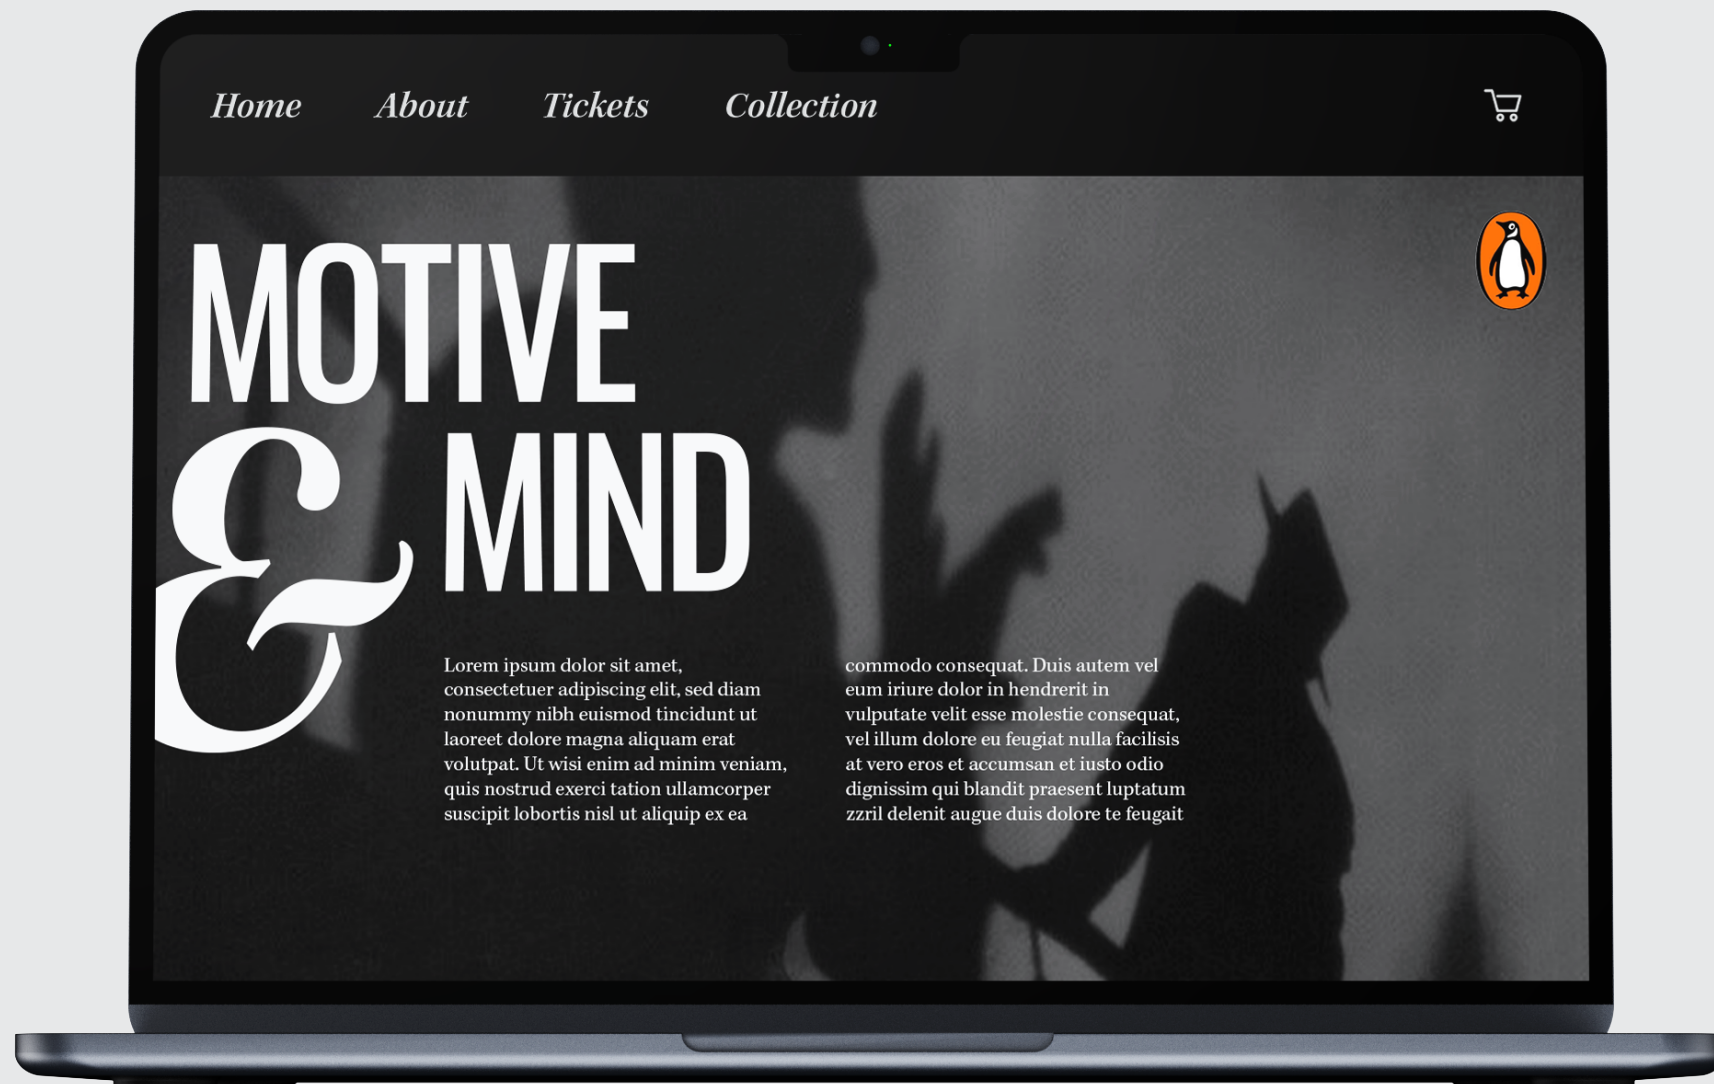 Home About Tickets Collection
MOTIVE
& MIND
Lorem ipsum dolor sit amet,
consectetuer adipiscing elit, sed diam
nonummy nibh euismod tincidunt ut
laoreet dolore magna aliquam erat
volutpat. Ut wisi enim ad minim veniam,
quis nostrud exerci tation ullamcorper
suscipit lobortis nisl ut aliquip ex ea
commodo consequat. Duis autem vel
eum iriure dolor in hendrerit in
vulputate velit esse molestie consequat,
vel illum dolore eu feugiat nulla facilisis
at vero eros et accumsan et iusto odio
dignissim qui blandit praesent luptatum
zzril delenit augue duis dolore te feugait